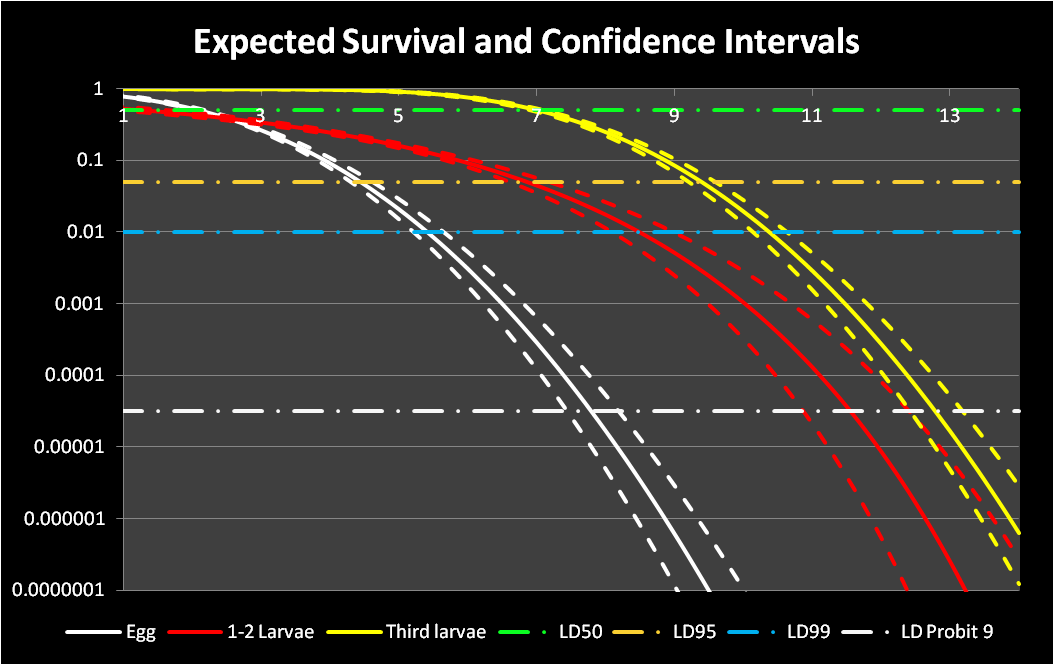 Expected Survival and Confidence Intervals
1
1 3 5 7 9 11 13
0.1
0.01
0.001
0.0001
0.00001
0.000001
0.0000001
Egg 1-2 Larvae Third larvae LD50 LD95 LD99 LD Probit 9